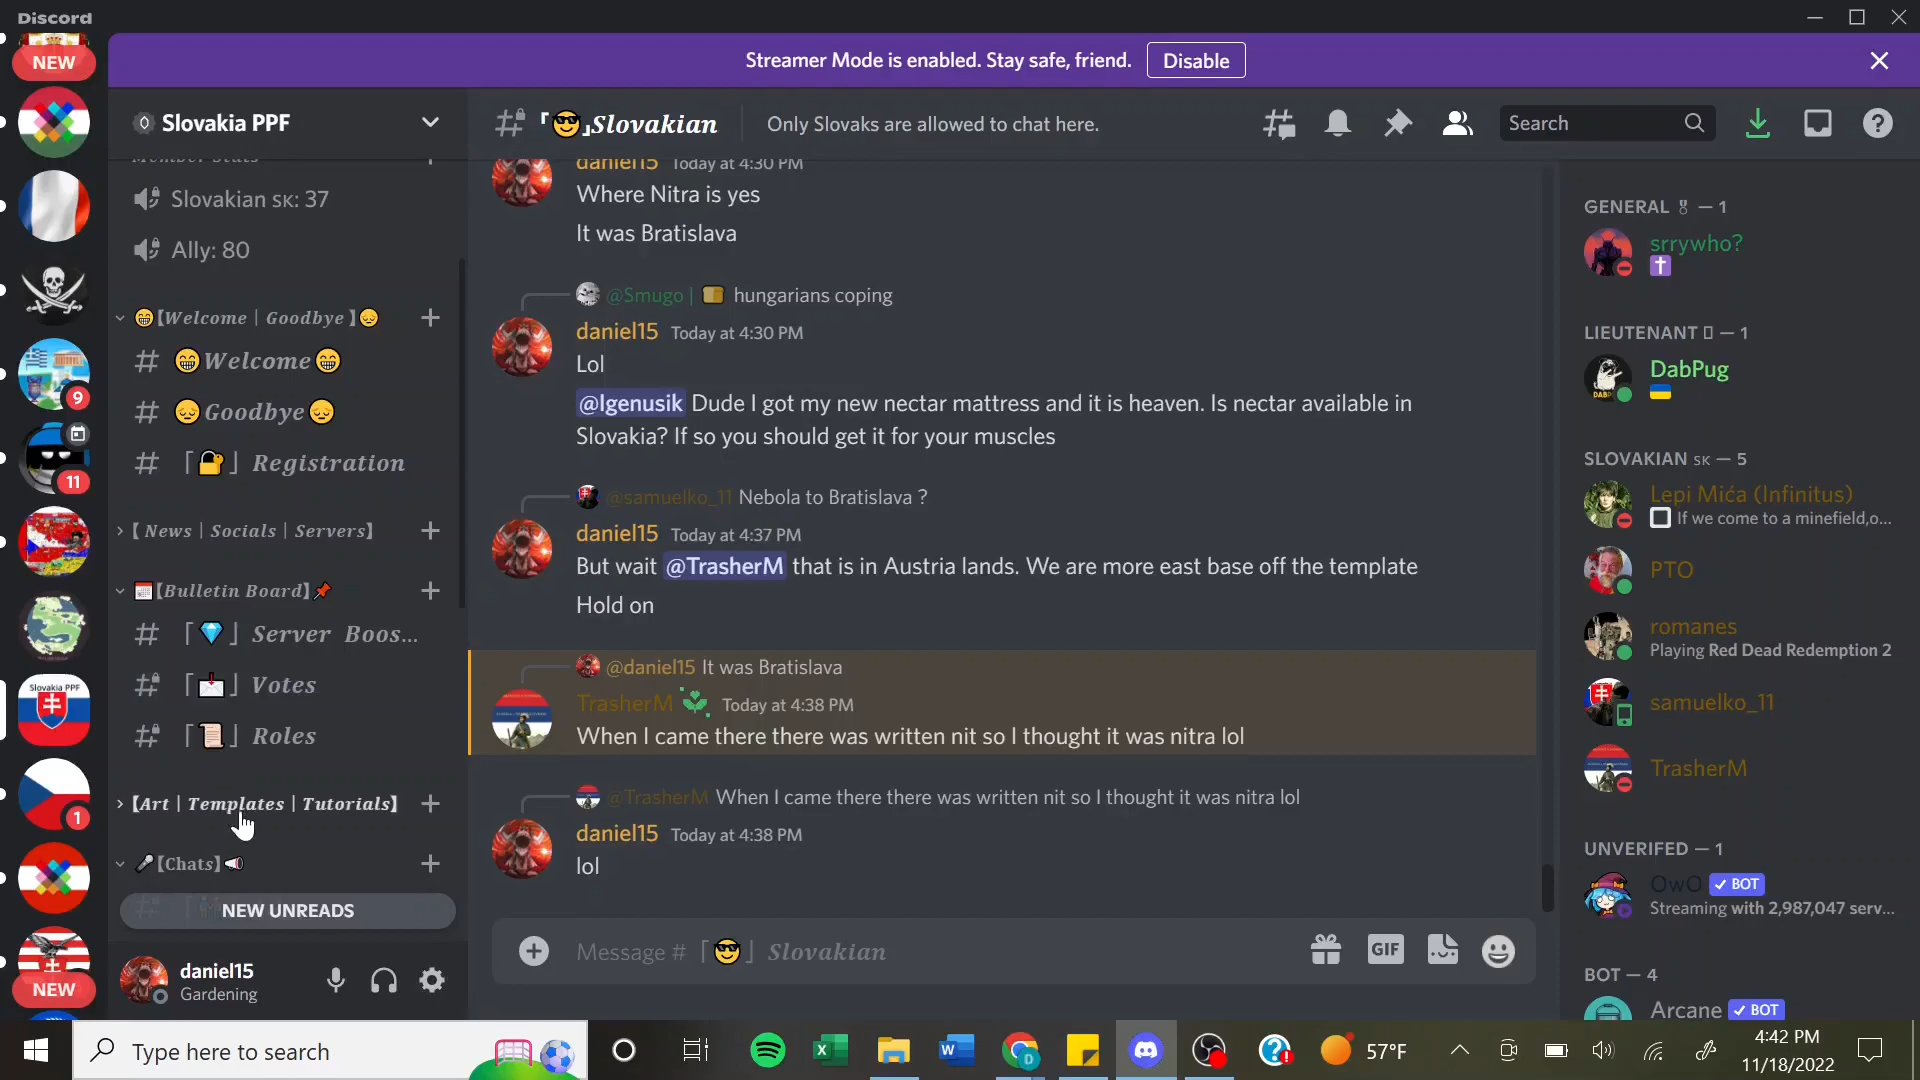 Discord
Streamer Mode is enabled. Stay safe, friend.
Disable
NEW
Slovakia PPF
「😎」Slovakian
Only Slovaks are allowed to chat here.
Search
Member Stats
Slovakian SK: 37
Ally: 80
😁【Welcome | Goodbye】😔
😁Welcome😁
😔Goodbye😔
「🔐」Registration
【News | Socials | Servers】
🗓【Bulletin Board】📌
「💎」Server Boos...
「📩」Votes
「📜」Roles
【Art | Templates | Tutorials】
🎤【Chats】📢
NEW UNREADS
9
11
Slovakia PPF
1
NEW
daniel15
Gardening
daniel15 Today at 4:30 PM
Where Nitra is yes
It was Bratislava
@Smugo | 🍞 hungarians coping
daniel15 Today at 4:30 PM
Lol
@Igenusik Dude I got my new nectar mattress and it is heaven. Is nectar available in
Slovakia? If so you should get it for your muscles
@samuelko_11 Nebola to Bratislava ?
daniel15 Today at 4:37 PM
But wait @TrasherM that is in Austria lands. We are more east base off the template
Hold on
@daniel15 It was Bratislava
TrasherM Today at 4:38 PM
When I came there there was written nit so I thought it was nitra lol
@TrasherM When I came there there was written nit so I thought it was nitra lol
daniel15 Today at 4:38 PM
lol
Message #「😎」Slovakian
GIF
GENERAL 🎖 — 1
srrywho?
LIEUTENANT — 1
DabPug
SLOVAKIAN SK — 5
Lepi Mića (Infinitus)
If we come to a minefield,o...
PTO
romanes
Playing Red Dead Redemption 2
samuelko_11
TrasherM
UNVERIFED — 1
OwO ✓ BOT
Streaming with 2,987,047 serv...
BOT — 4
Arcane ✓ BOT
Type here to search
57°F
4:42 PM
11/18/2022